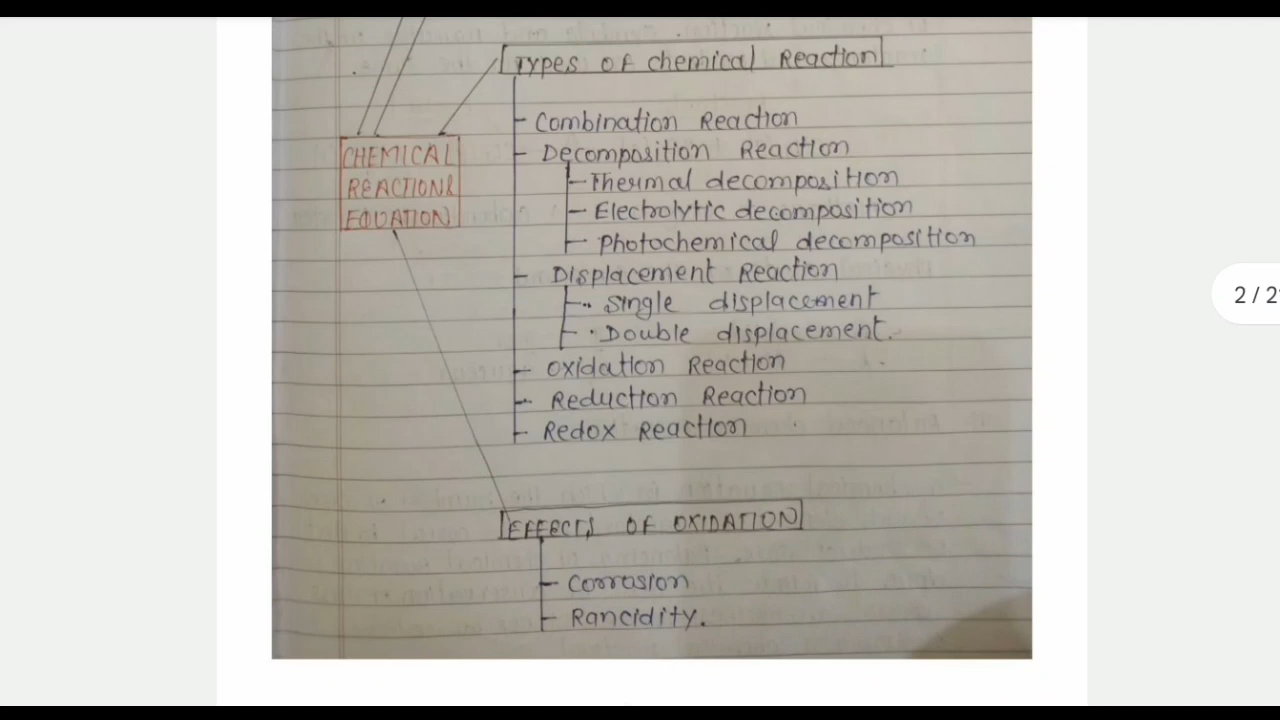 Types of chemical Reaction
CHEMICAL
REACTION &
EQUATION
Combination Reaction
Decomposition Reaction
Thermal decomposition
Electrolytic decomposition
Photochemical decomposition
Displacement Reaction
Single displacement
Double displacement.
Oxidation Reaction
Reduction Reaction
Redox Reaction
EFFECTS OF OXIDATION
Corrosion
Rancidity.
2 / 2